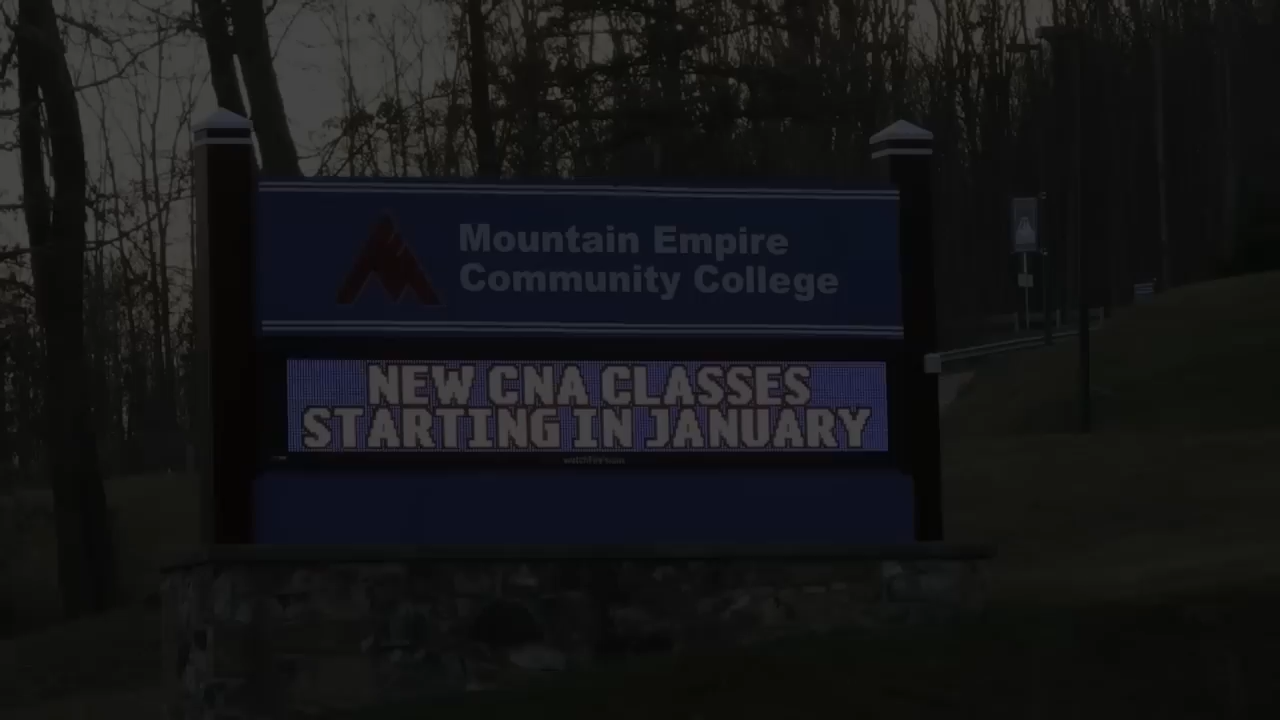 Mountain Empire
Community College
NEW CNA CLASSES
STARTING IN JANUARY